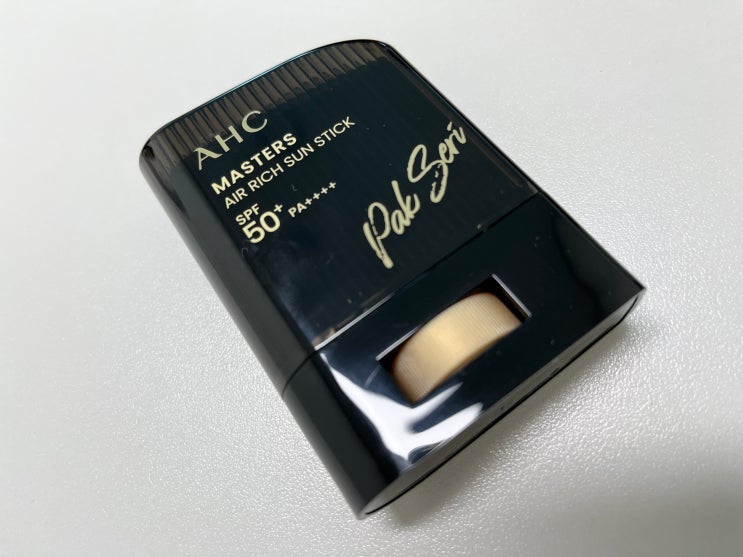 AHC
MASTERS
AIR RICH SUN STICK
SPF
50+ PA++++
Pak Seri